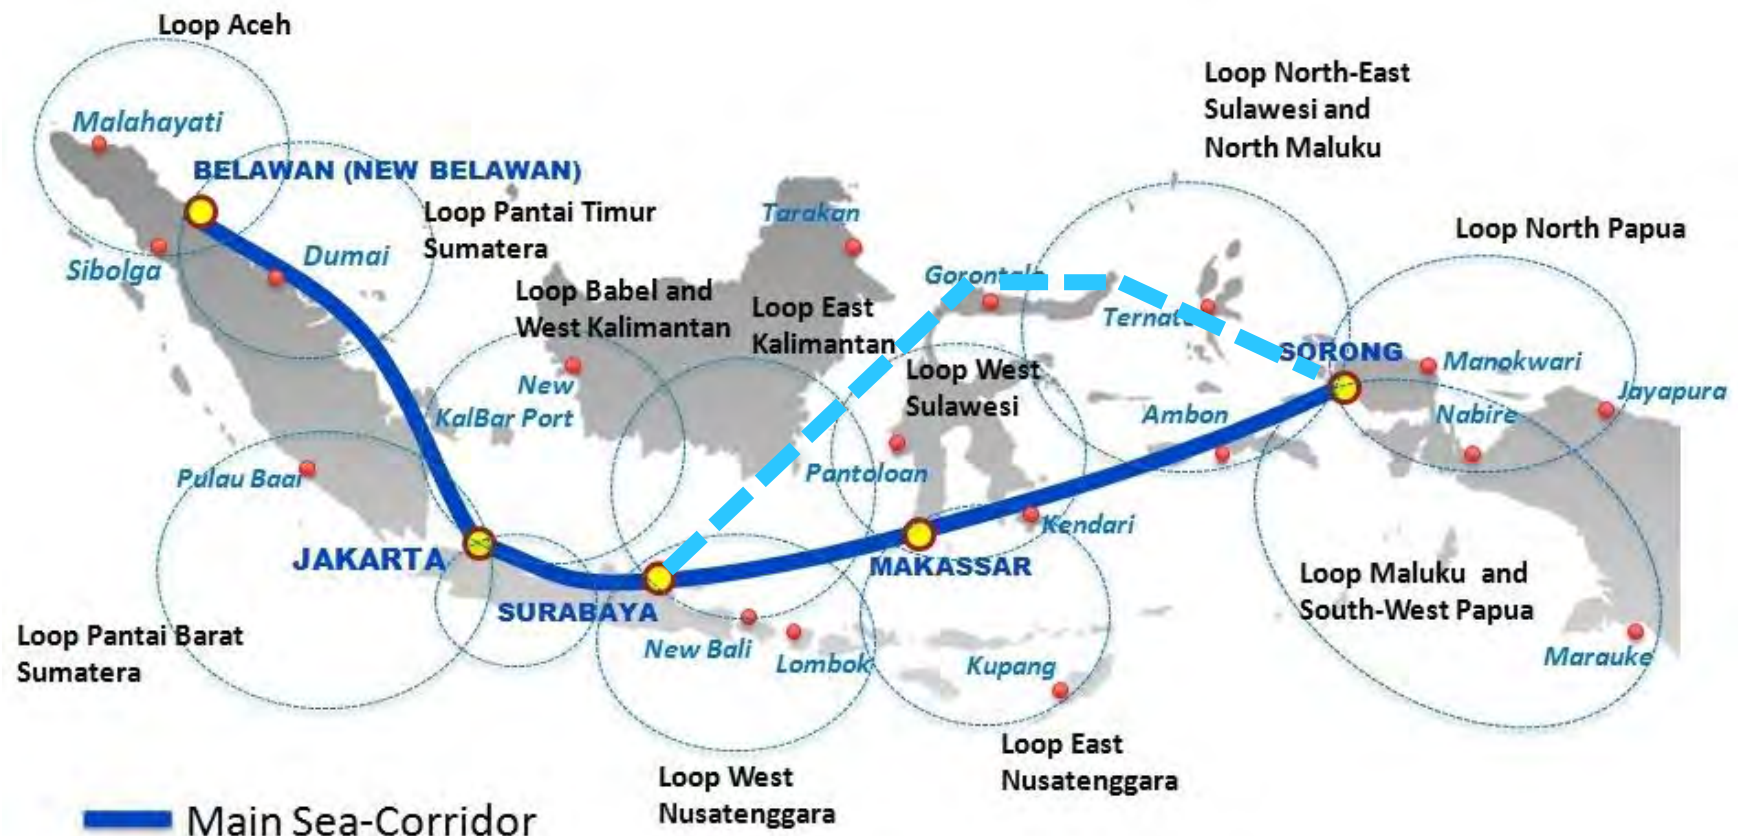 Loop Aceh
Malahayati
BELAWAN (NEW BELAWAN)
Loop Pantai Timur
Sumatera
Sibolga
Dumai
Loop Babel and
West Kalimantan
New
KalBar Port
Tarakan
Loop East
Kalimantan
Gorontalo
Loop North-East
Sulawesi and
North Maluku
Ternate
Loop North Papua
SORONG
Manokwari
Jayapura
Nabire
Ambon
Loop West
Sulawesi
Pantoloan
Kendari
MAKASSAR
Pulau Baai
JAKARTA
SURABAYA
Loop Pantai Barat
Sumatera
New Bali
Lombok
Kupang
Loop Maluku and
South-West Papua
Marauke
Loop East
Nusatenggara
Loop West
Nusatenggara
Main Sea-Corridor